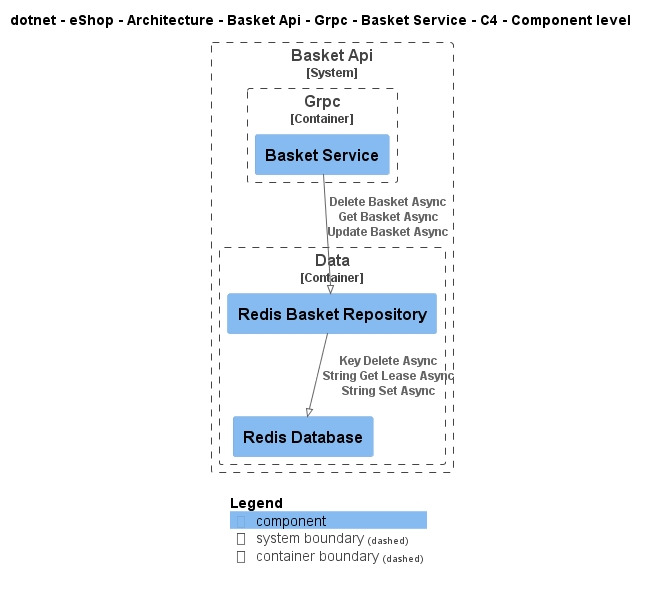 dotnet - eShop - Architecture - Basket Api - Grpc - Basket Service - C4 - Component level
Basket Api
[System]
Grpc
[Container]
Basket Service
Delete Basket Async
Get Basket Async
Update Basket Async
Data
[Container]
Redis Basket Repository
Key Delete Async
String Get Lease Async
String Set Async
Redis Database
Legend
component
system boundary (dashed)
container boundary (dashed)